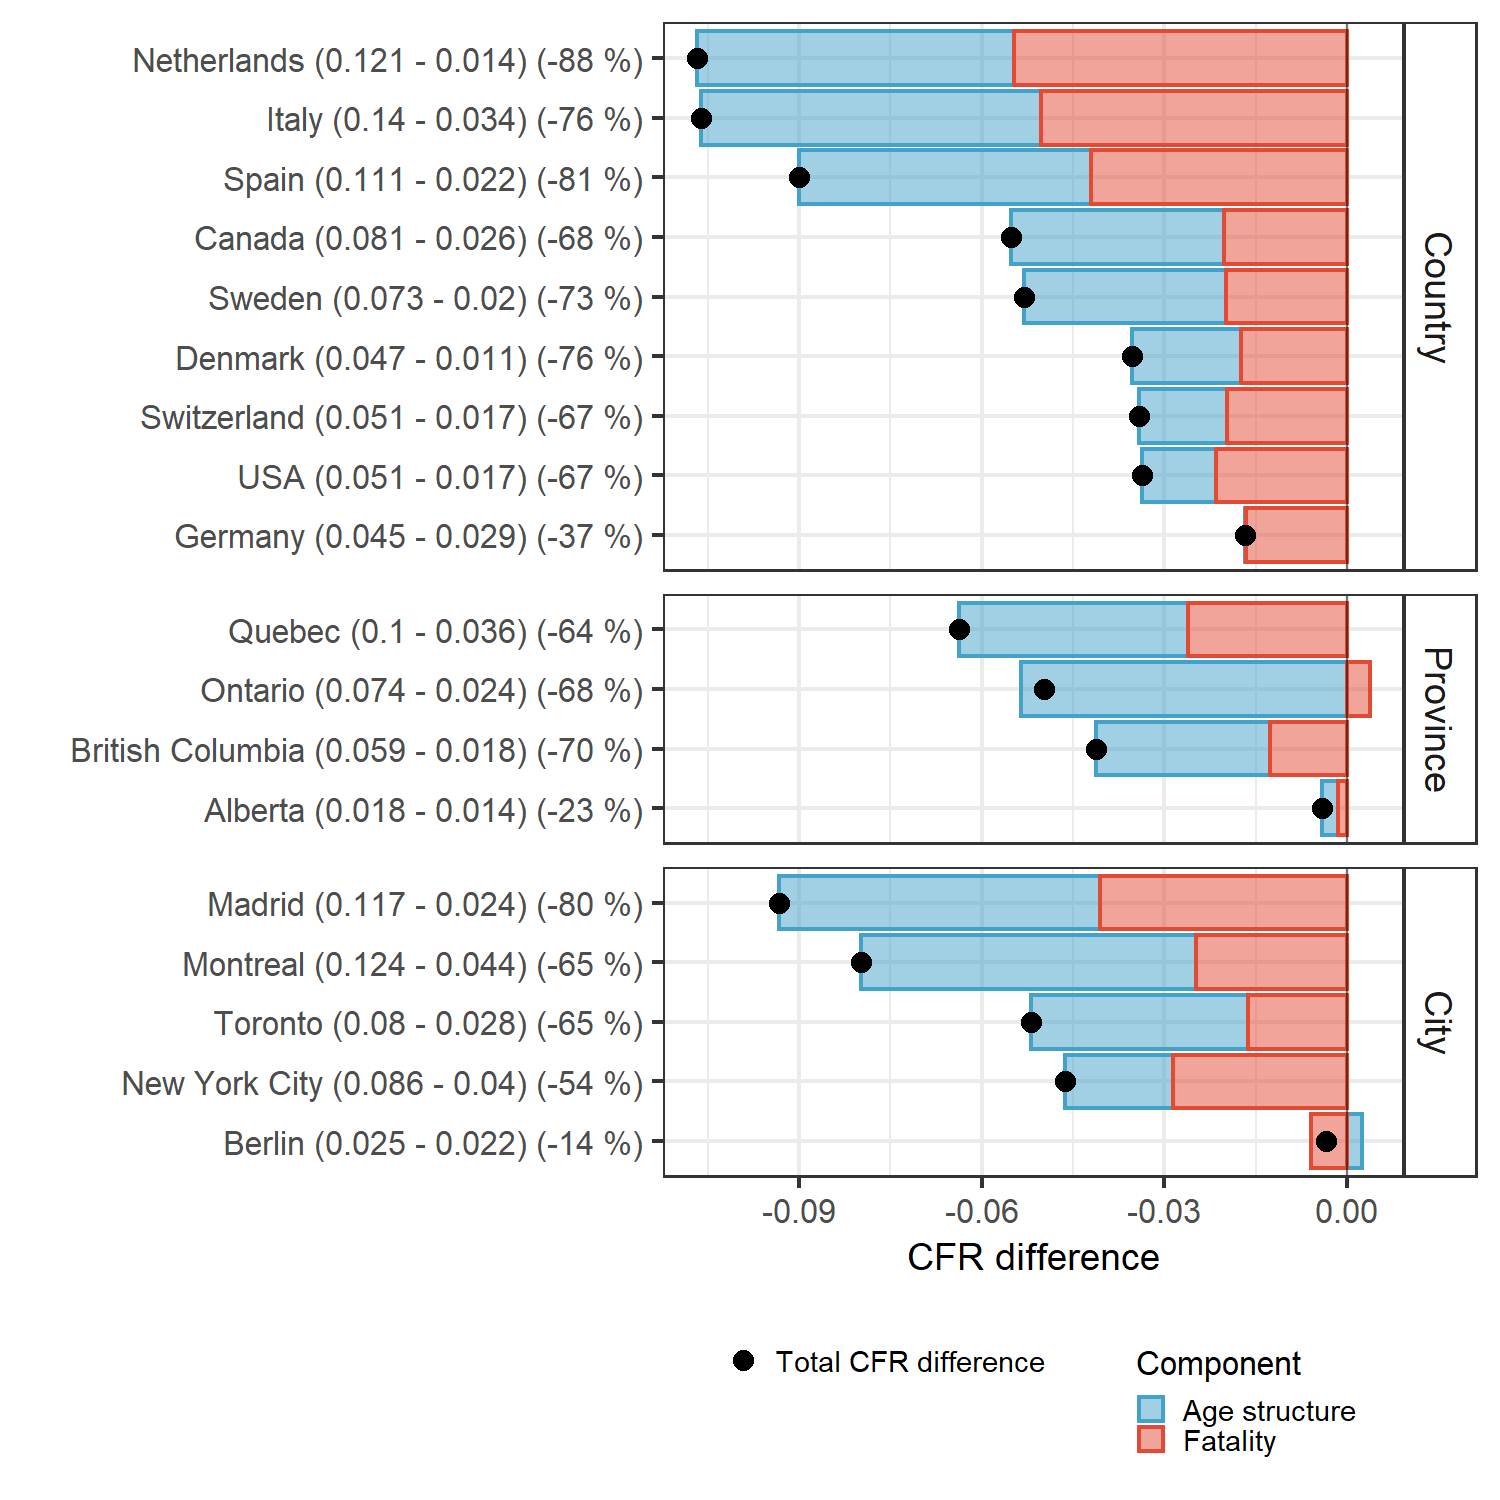 Netherlands (0.121 - 0.014) (-88 %)
Italy (0.14 - 0.034) (-76 %)
Spain (0.111 - 0.022) (-81 %)
Canada (0.081 - 0.026) (-68 %)
Sweden (0.073 - 0.02) (-73 %)
Denmark (0.047 - 0.011) (-76 %)
Switzerland (0.051 - 0.017) (-67 %)
USA (0.051 - 0.017) (-67 %)
Germany (0.045 - 0.029) (-37 %)
Country
Quebec (0.1 - 0.036) (-64 %)
Ontario (0.074 - 0.024) (-68 %)
British Columbia (0.059 - 0.018) (-70 %)
Alberta (0.018 - 0.014) (-23 %)
Province
Madrid (0.117 - 0.024) (-80 %)
Montreal (0.124 - 0.044) (-65 %)
Toronto (0.08 - 0.028) (-65 %)
New York City (0.086 - 0.04) (-54 %)
Berlin (0.025 - 0.022) (-14 %)
City
-0.09 -0.06 -0.03 0.00
CFR difference
Total CFR difference
Component
Age structure
Fatality